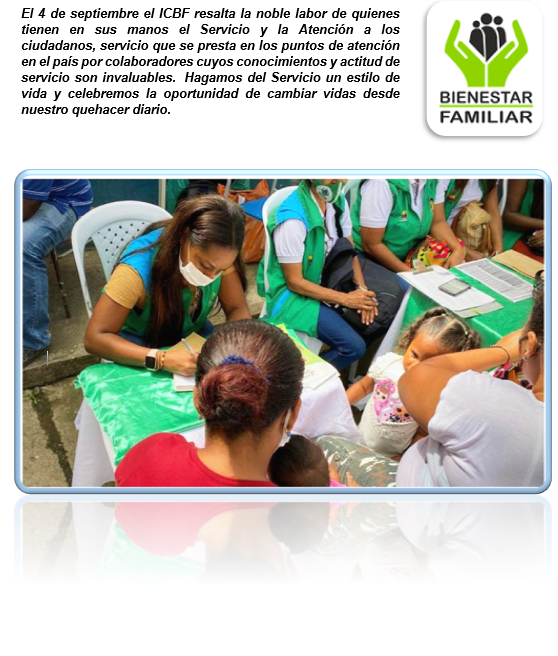 El 4 de septiembre el ICBF resalta la noble labor de quienes
tienen en sus manos el Servicio y la Atención a los
ciudadanos, servicio que se presta en los puntos de atención
en el país por colaboradores cuyos conocimientos y actitud de
servicio son invaluables. Hagamos del Servicio un estilo de
vida y celebremos la oportunidad de cambiar vidas desde
nuestro quehacer diario.
BIENESTAR
FAMILIAR